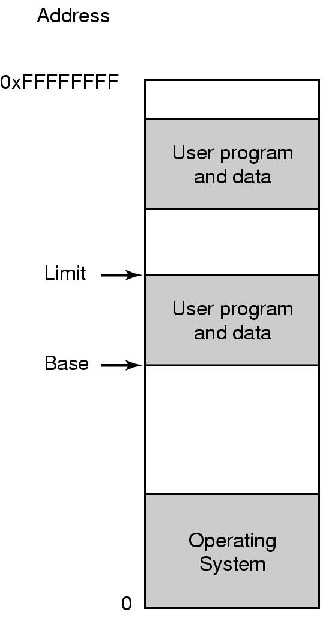 Address
0xFFFFFFFF
User program
and data
Limit
User program
and data
Base
Operating
System
0